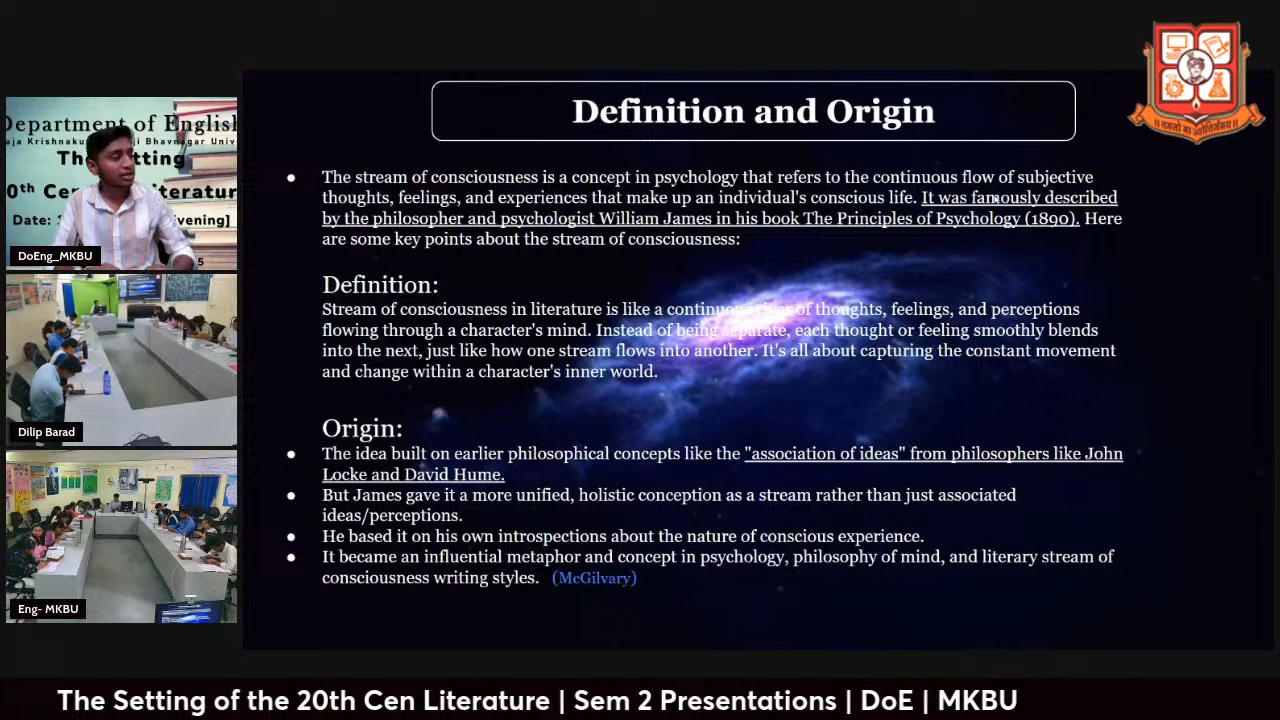 Department of English
aja Krishnaku ji Bhavnagar Univ
The Setting
0th Cen iteratur
Date: vening]
5
DoEng_MKBU
Dilip Barad
Eng- MKBU
Definition and Origin
● The stream of consciousness is a concept in psychology that refers to the continuous flow of subjective
thoughts, feelings, and experiences that make up an individual's conscious life. It was famously described
by the philosopher and psychologist William James in his book The Principles of Psychology (1890). Here
are some key points about the stream of consciousness:
Definition:
Stream of consciousness in literature is like a continuous river of thoughts, feelings, and perceptions
flowing through a character's mind. Instead of being separate, each thought or feeling smoothly blends
into the next, just like how one stream flows into another. It's all about capturing the constant movement
and change within a character's inner world.
Origin:
● The idea built on earlier philosophical concepts like the "association of ideas" from philosophers like John
Locke and David Hume.
● But James gave it a more unified, holistic conception as a stream rather than just associated
ideas/perceptions.
● He based it on his own introspections about the nature of conscious experience.
● It became an influential metaphor and concept in psychology, philosophy of mind, and literary stream of
consciousness writing styles. (McGilvary)
The Setting of the 20th Cen Literature | Sem 2 Presentations | DoE | MKBU